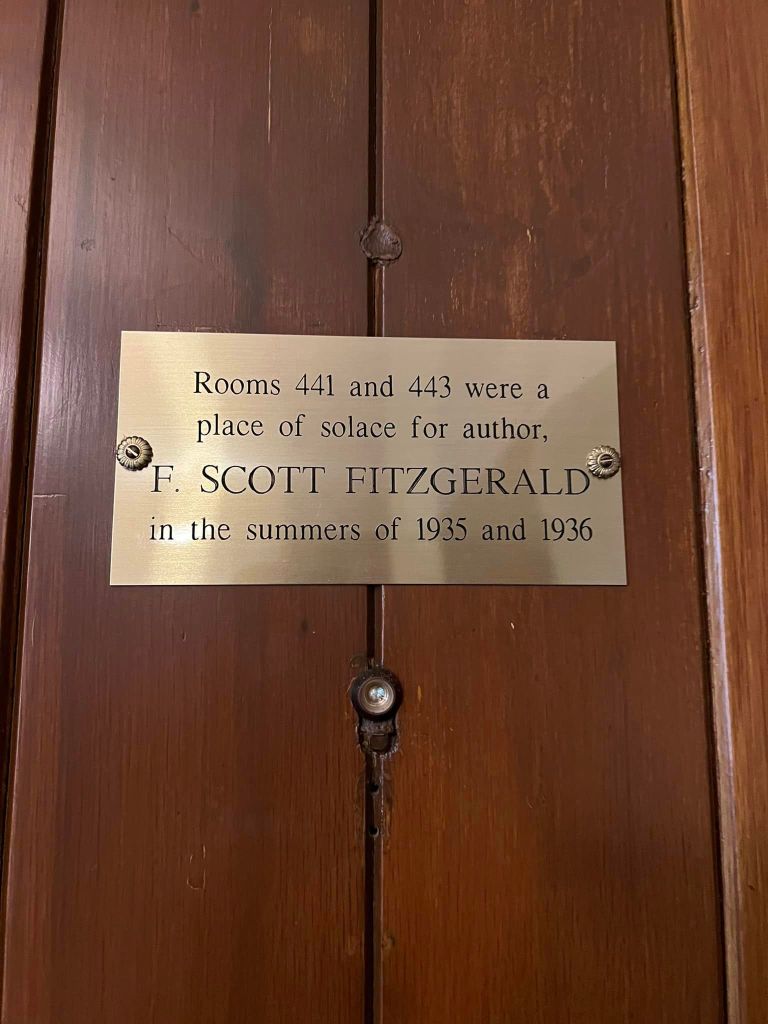 Rooms 441 and 443 were a
place of solace for author,
F. SCOTT FITZGERALD
in the summers of 1935 and 1936